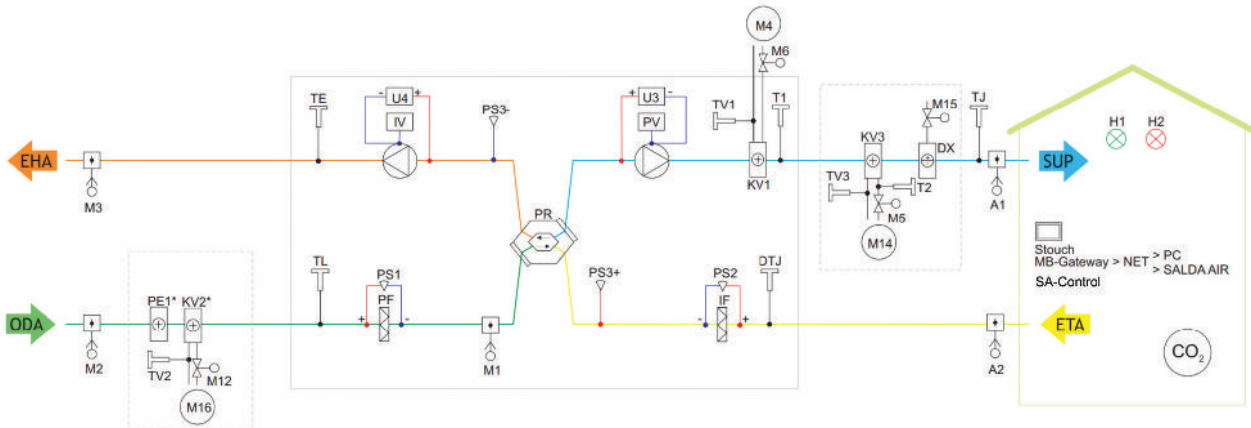 M4
M6
TE
- U4 +
IV
PS3-
+ U3 -
PV
TV1
T1
KV1
M15
KV3
DX
TJ
TV3
T2
M5
M14
H1 H2
EHA
M3
SUP
A1
PR
Stouch
MB-Gateway > NET > PC
> SALDA AIR
SA-Control
TL
PS1
PF
+ -
PS3+
PS2
IF
- +
DTJ
PE1* KV2*
ODA
M2
TV2
M12
M16
M1
ETA
A2
CO2